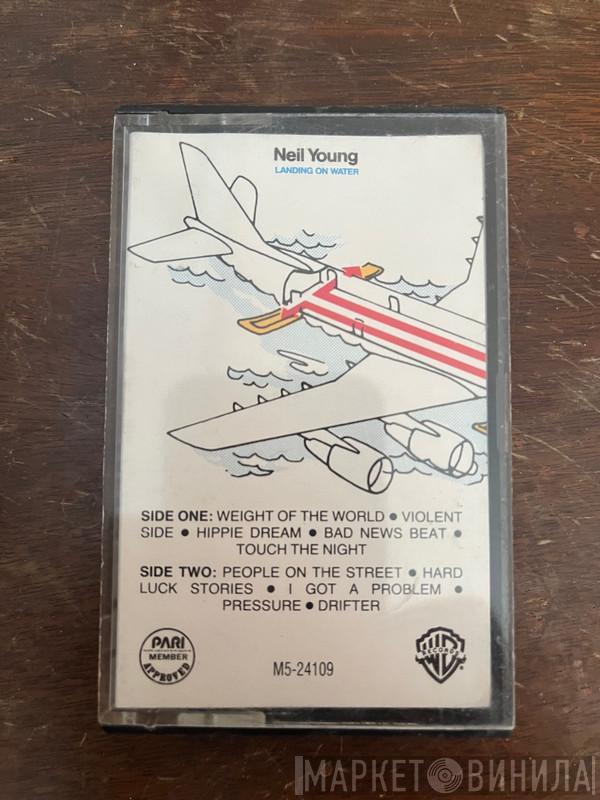 Neil Young
LANDING ON WATER
SIDE ONE: WEIGHT OF THE WORLD • VIOLENT
SIDE • HIPPIE DREAM • BAD NEWS BEAT •
TOUCH THE NIGHT
SIDE TWO: PEOPLE ON THE STREET • HARD
LUCK STORIES • I GOT A PROBLEM •
PRESSURE • DRIFTER
PARI
MEMBER
APPROVED
M5-24109
RECORDS
МАРКЕТ ВИНИЛА